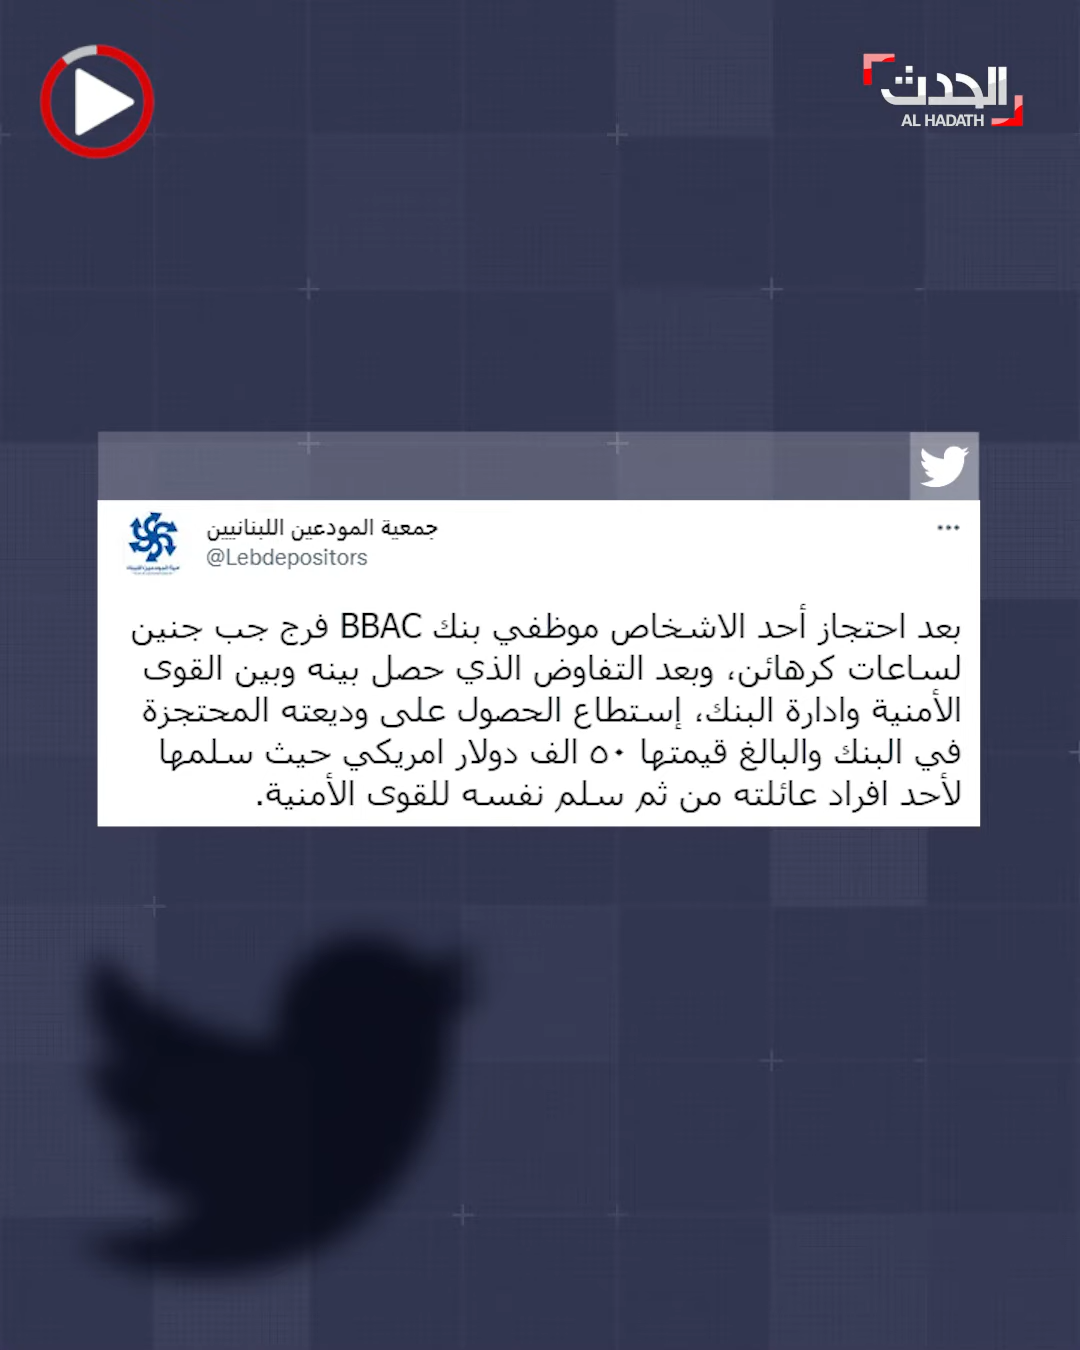 الحدث
AL HADATH
جمعية المودعين اللبنانيين
@Lebdepositors
بعد احتجاز أحد الاشخاص موظفي بنك BBAC فرج جب جنين
لساعات كرهائن، وبعد التفاوض الذي حصل بينه وبين القوى
الأمنية وادارة البنك، إستطاع الحصول على وديعته المحتجزة
في البنك والبالغ قيمتها ٥٠ الف دولار امريكي حيث سلمها
لأحد افراد عائلته من ثم سلم نفسه للقوى الأمنية.